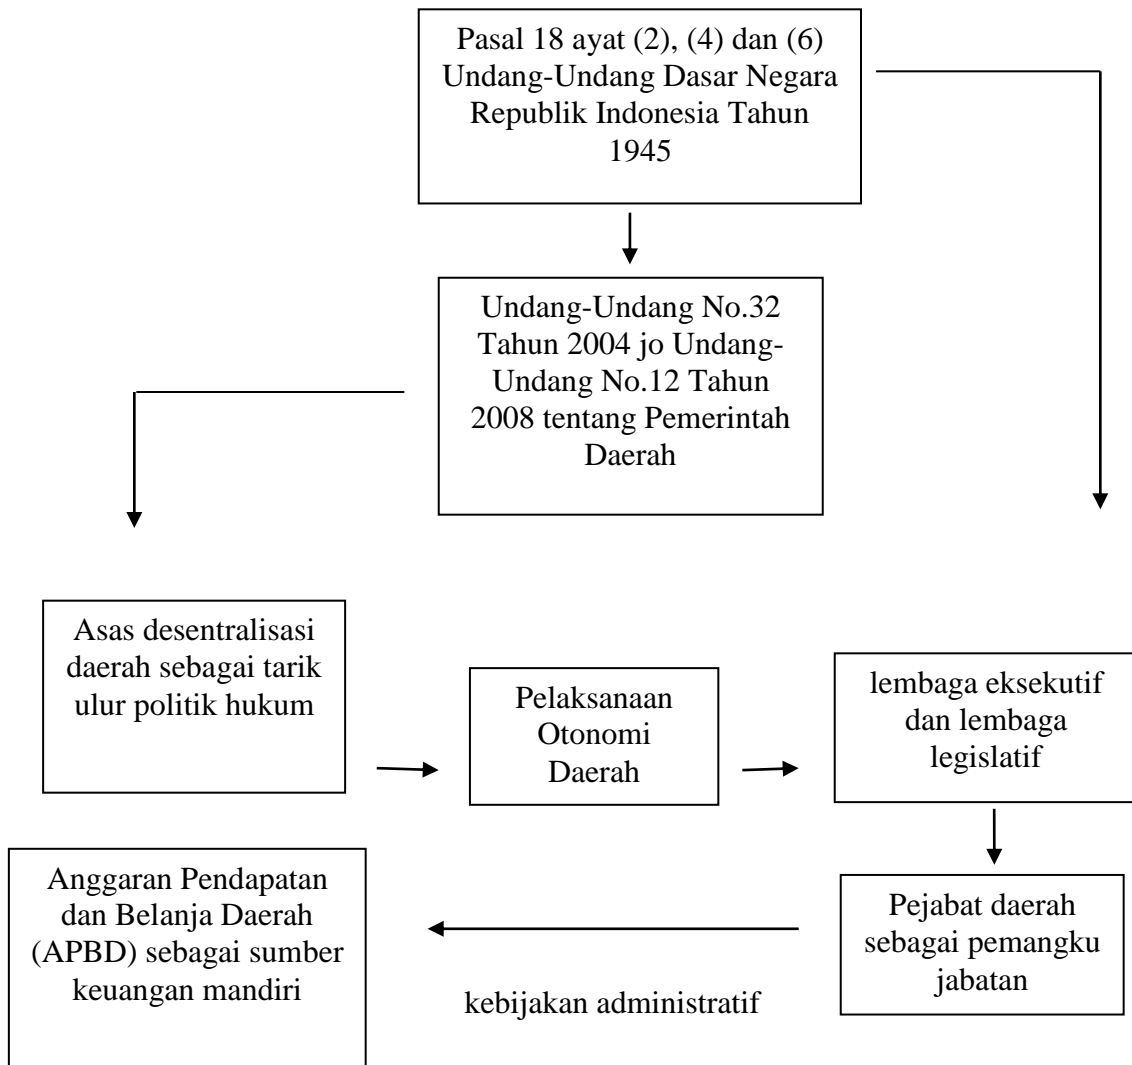 Pasal 18 ayat (2), (4) dan (6)
Undang-Undang Dasar Negara
Republik Indonesia Tahun
1945
Undang-Undang No.32
Tahun 2004 jo Undang-
Undang No.12 Tahun
2008 tentang Pemerintah
Daerah
Asas desentralisasi
daerah sebagai tarik
ulur politik hukum
Pelaksanaan
Otonomi
Daerah
lembaga eksekutif
dan lembaga
legislatif
Pejabat daerah
sebagai pemangku
jabatan
kebijakan administratif
Anggaran Pendapatan
dan Belanja Daerah
(APBD) sebagai sumber
keuangan mandiri